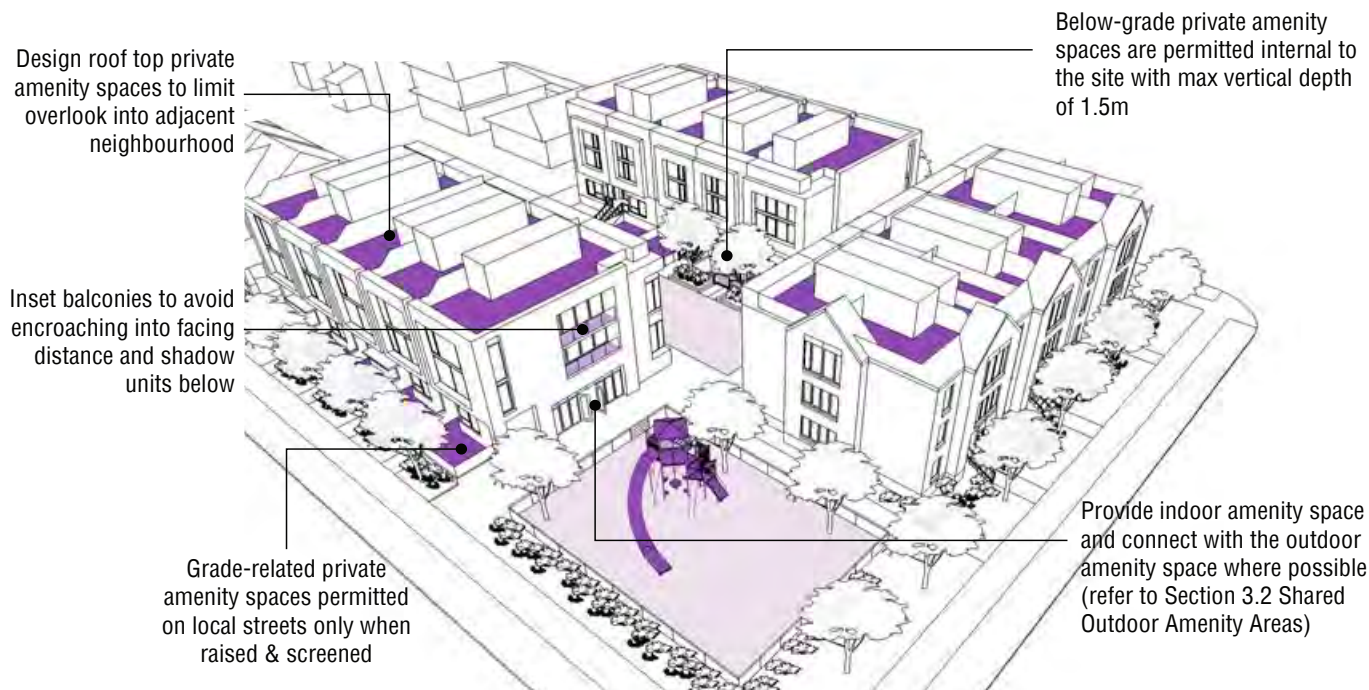 Design roof top private
amenity spaces to limit
overlook into adjacent
neighbourhood
Inset balconies to avoid
encroaching into facing
distance and shadow
units below
Grade-related private
amenity spaces permitted
on local streets only when
raised & screened
Below-grade private amenity
spaces are permitted internal to
the site with max vertical depth
of 1.5m
Provide indoor amenity space
and connect with the outdoor
amenity space where possible
(refer to Section 3.2 Shared
Outdoor Amenity Areas)